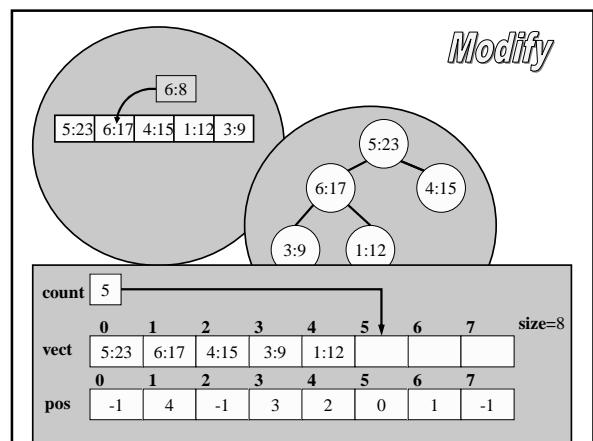 Modify
6:8
5:23 6:17 4:15 1:12 3:9
5:23
6:17 4:15
3:9 1:12
count 5
size=8
0 1 2 3 4 5 6 7
vect 5:23 6:17 4:15 3:9 1:12
0 1 2 3 4 5 6 7
pos -1 4 -1 3 2 0 1 -1